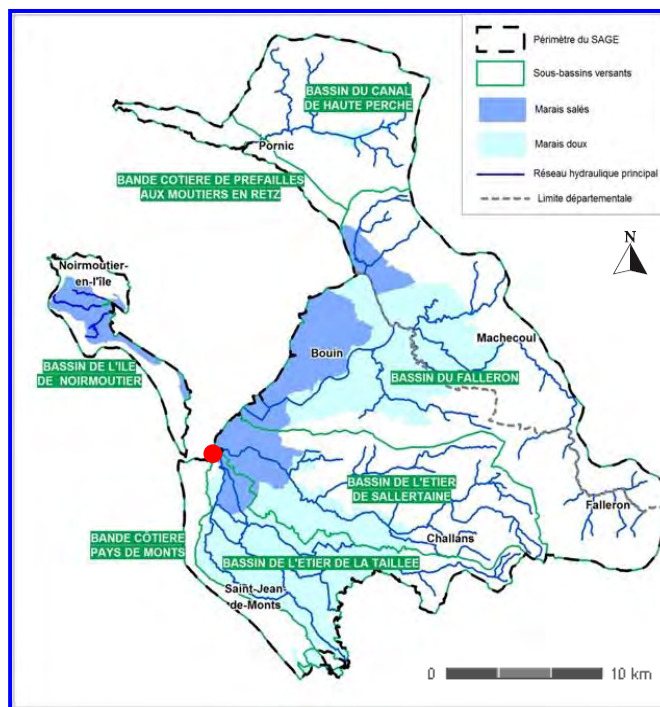 Périmètre du SAGE
Sous-bassins versants
Marais salés
Marais doux
Réseau hydraulique principal
Limite départementale
N
BASSIN DU CANAL
DE HAUTE PERCHE
Pornic
BANDE COTIERE DE PREFAILLES
AUX MOUTIERS EN RETZ
Noirmoutier-
en-l'île
BASSIN DE L'ILE
DE NOIRMOUTIER
Bouin
Machecoul
BASSIN DU FALLERON
BASSIN DE L'ETIER
DE SALLERTAINE
Falleron
BANDE CÔTIERE
PAYS DE MONTS
Challans
BASSIN DE L'ETIER DE LA TAILLEE
Saint-Jean-
de-Monts
0 10 km